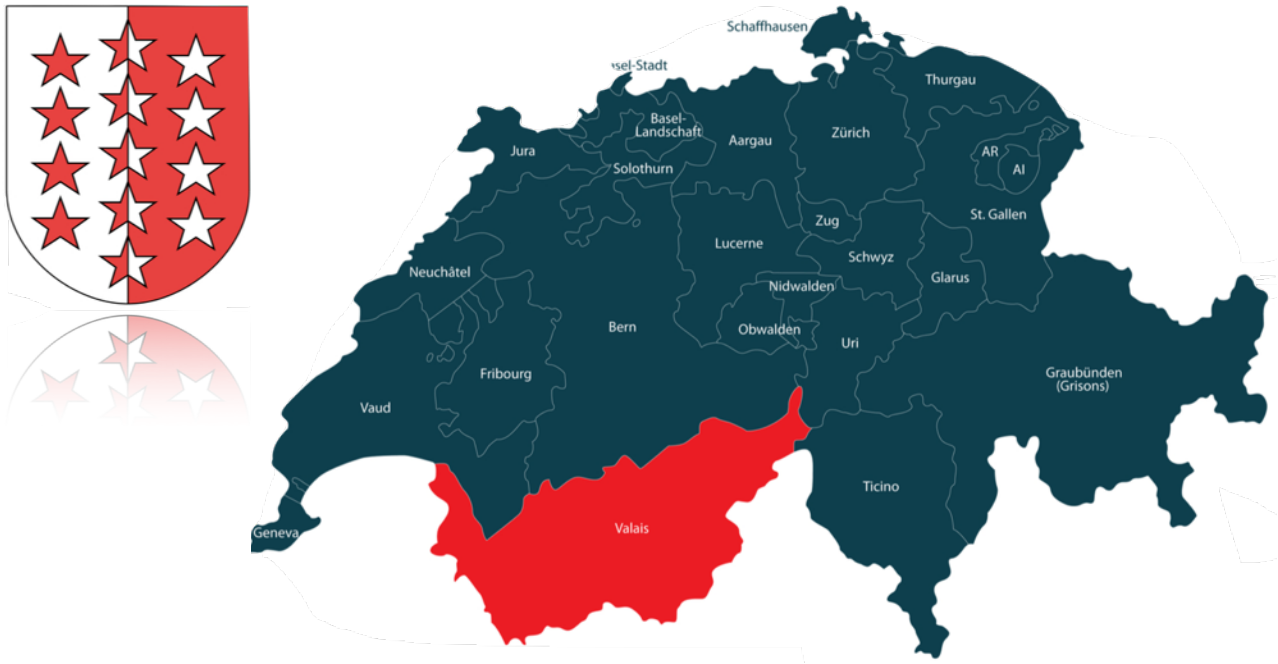 Schaffhausen
sel-Stadt
Thurgau
Basel-
Landschaft
Aargau
Zürich
Jura
Solothurn
AR
AI
Zug
St. Gallen
Lucerne
Schwyz
Neuchâtel
Glarus
Nidwalden
Bern
Obwalden
Uri
Fribourg
Graubünden
(Grisons)
Vaud
Ticino
Valais
Geneva